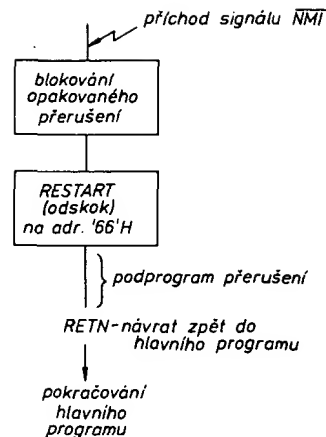 příchod signálu N̅M̅I̅
blokování
opakovaného
přerušení
RESTART
(odskok)
na adr. '66'H
podprogram přerušení
RETN-návrat zpět do
hlavního programu
pokračování
hlavního
programu